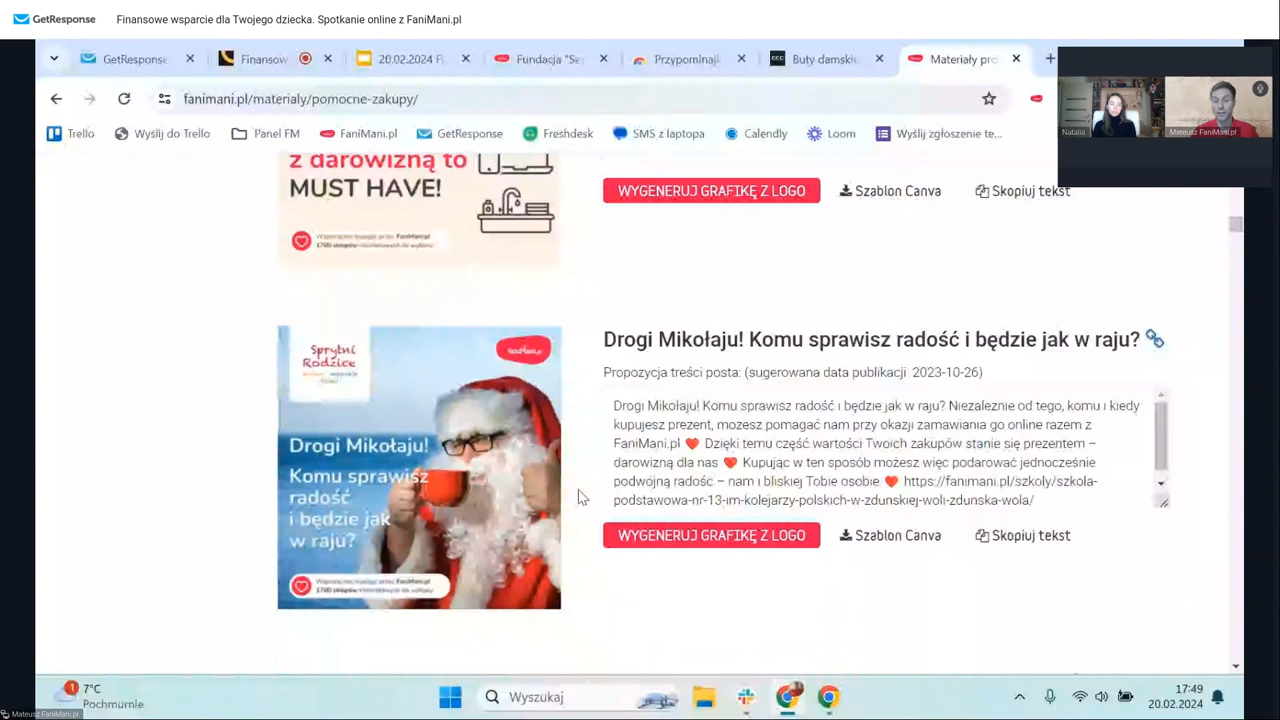 GetResponse
Finansowe wsparcie dla Twojego dziecka. Spotkanie online z FaniMani.pl
GetResponse
Finansow
20.02.2024 F
Fundacja "Se
Przypominaj
Buty damski
Materiały pro
fanimani.pl/materialy/pomocne-zakupy/
Trello
Wyślij do Trello
Panel FM
FaniMani.pl
GetResponse
Freshdesk
SMS z laptopa
Calendly
Loom
Wyślij zgłoszenie te...
Natalia
Mateusz FaniMani.pl
z darowizną to
MUST HAVE!
WYGENERUJ GRAFIKĘ Z LOGO
Szablon Canva
Skopiuj tekst
Sprytni
Rodzice
FaniMani.pl
Drogi Mikołaju!
Komu sprawisz
radość
i będzie jak
w raju?
Drogi Mikołaju! Komu sprawisz radość i będzie jak w raju?
Propozycja treści posta: (sugerowana data publikacji 2023-10-26)
Drogi Mikołaju! Komu sprawisz radość i będzie jak w raju? Niezależnie od tego, komu i kiedy
kupujesz prezent, możesz pomagać nam przy okazji zamawiania go online razem z
FaniMani.pl ❤ Dzięki temu część wartości Twoich zakupów stanie się prezentem –
darowizną dla nas ❤ Kupując w ten sposób możesz więc podarować jednocześnie
podwójną radość – nam i bliskiej Tobie osobie ❤ https://fanimani.pl/szkoly/szkola-
podstawowa-nr-13-im-kolejarzy-polskich-w-zdunskiej-woli-zdunska-wola/
WYGENERUJ GRAFIKĘ Z LOGO
Szablon Canva
Skopiuj tekst
1
7°C
Pochmurnie
Wyszukaj
17:49
20.02.2024
Mateusz FaniMani.pl